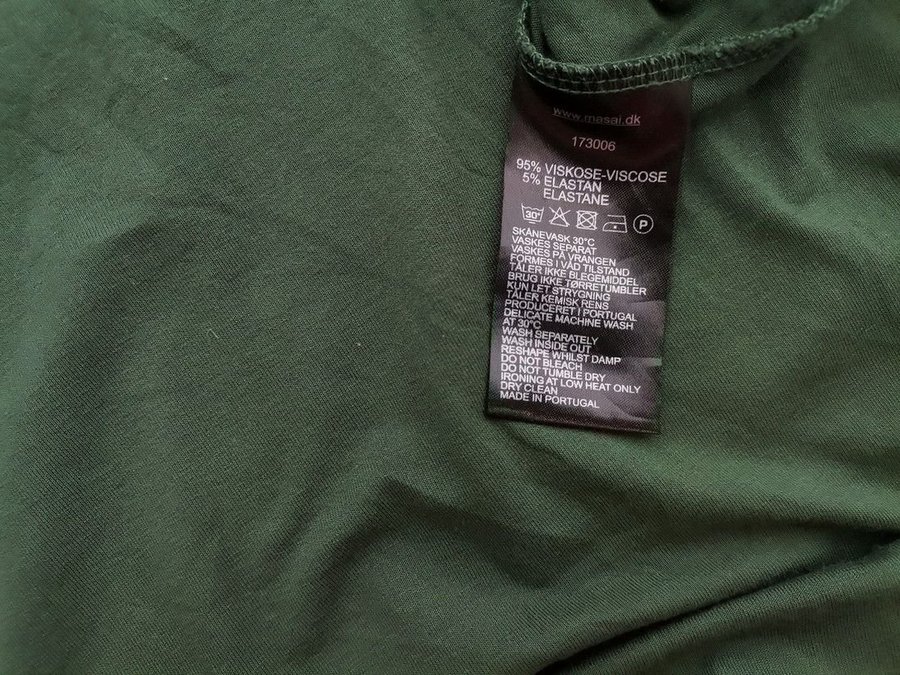 www.masai.dk
173006
95% VISKOSE-VISCOSE
5% ELASTAN
ELASTANE
30° P
SKÅNEVASK 30°C
VASKES SEPARAT
VASKES PÅ VRANGEN
FORMES I VÅD TILSTAND
TÅLER IKKE BLEGEMIDDEL
BRUG IKKE TØRRETUMBLER
KUN LET STRYGNING
TÅLER KEMISK RENS
PRODUCERET I PORTUGAL
DELICATE MACHINE WASH
AT 30°C
WASH SEPARATELY
WASH INSIDE OUT
RESHAPE WHILST DAMP
DO NOT BLEACH
DO NOT TUMBLE DRY
IRONING AT LOW HEAT ONLY
DRY CLEAN
MADE IN PORTUGAL